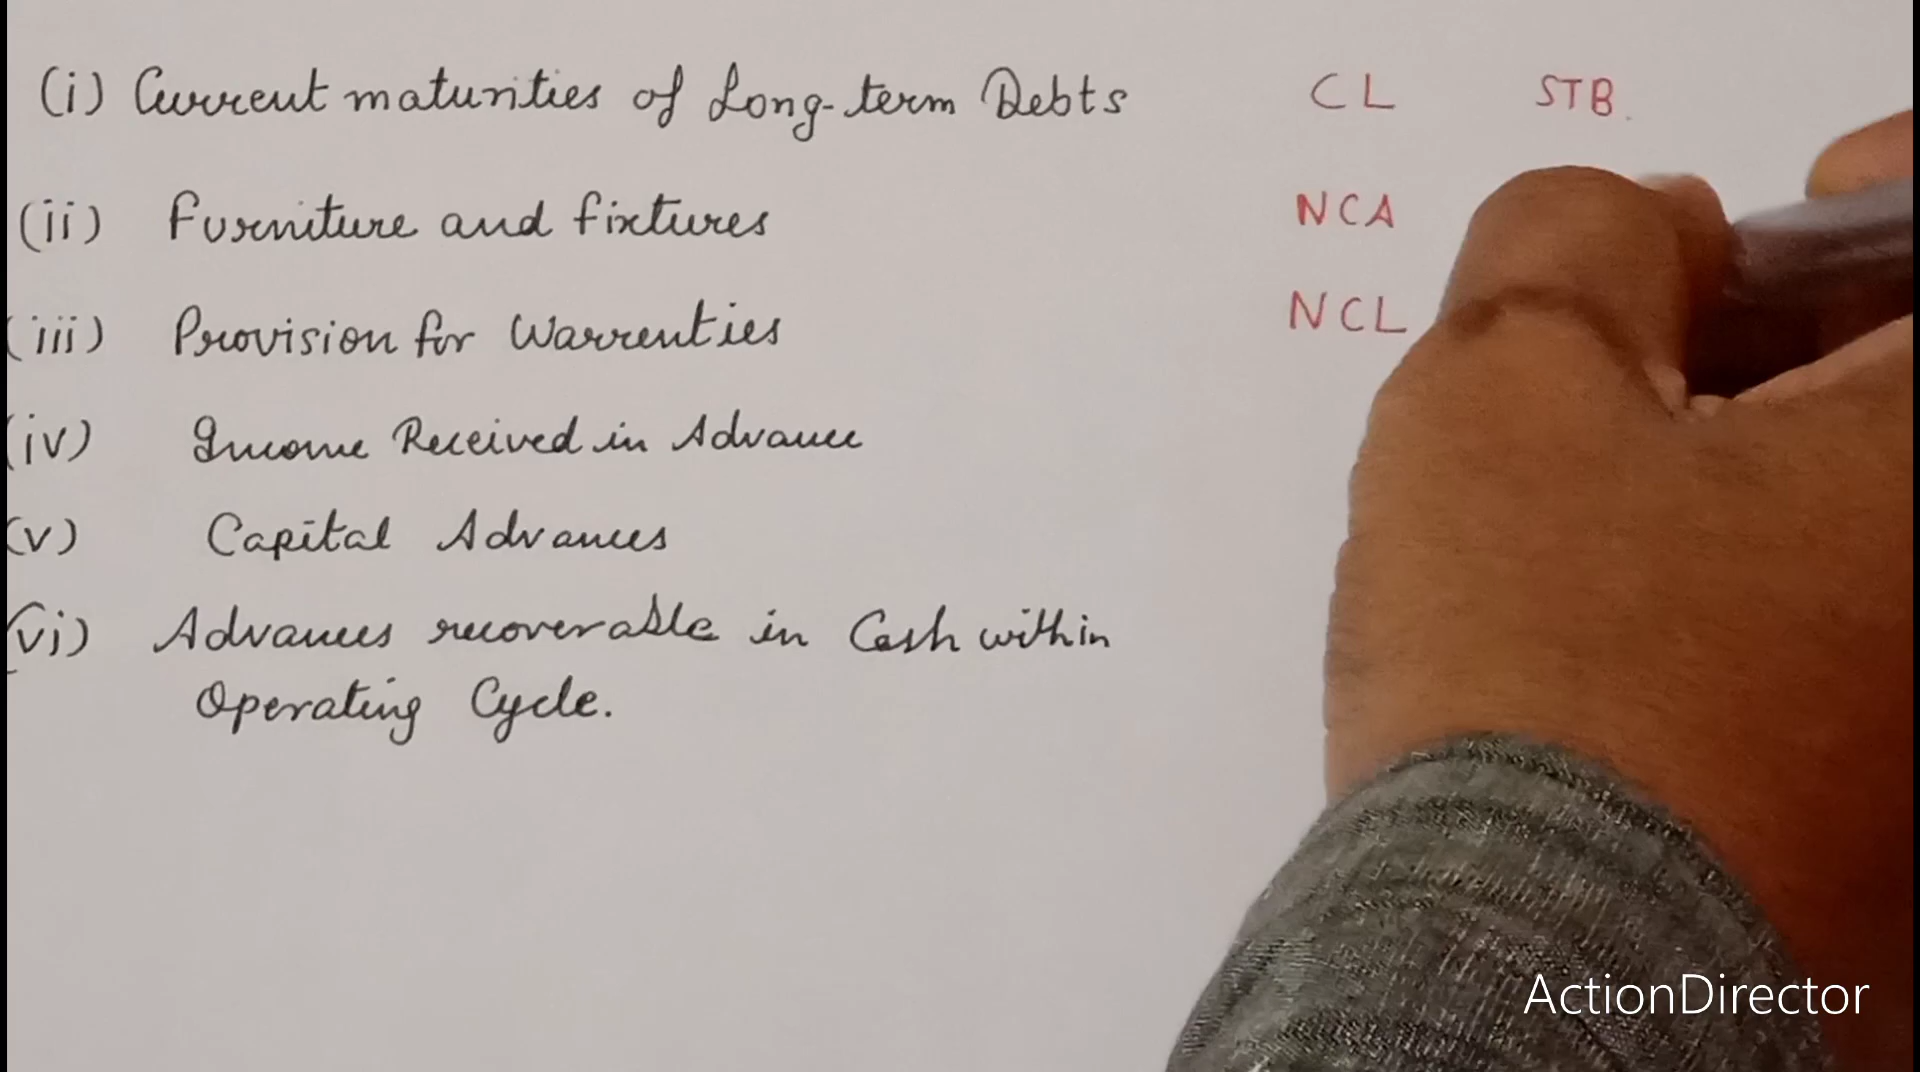 (i) Current maturities of Long-term Debts CL STB.
(ii) Furniture and fixtures NCA
(iii) Provision for Warrenties NCL
(iv) Income Received in Advance
(v) Capital Advances
(vi) Advances recoverable in Cash within
Operating Cycle.
ActionDirector